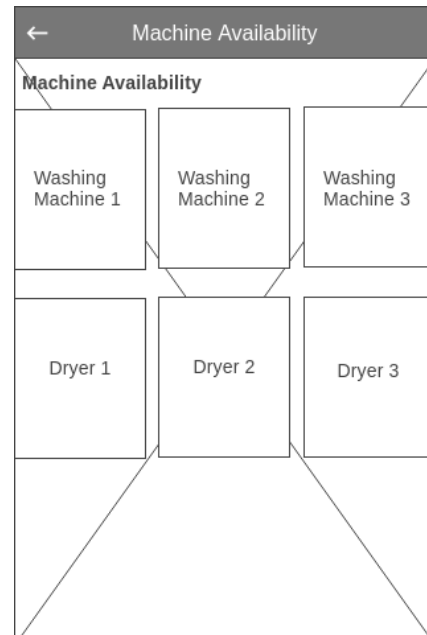 Machine Availability
Machine Availability
Washing
Machine 1
Washing
Machine 2
Washing
Machine 3
Dryer 1
Dryer 2
Dryer 3